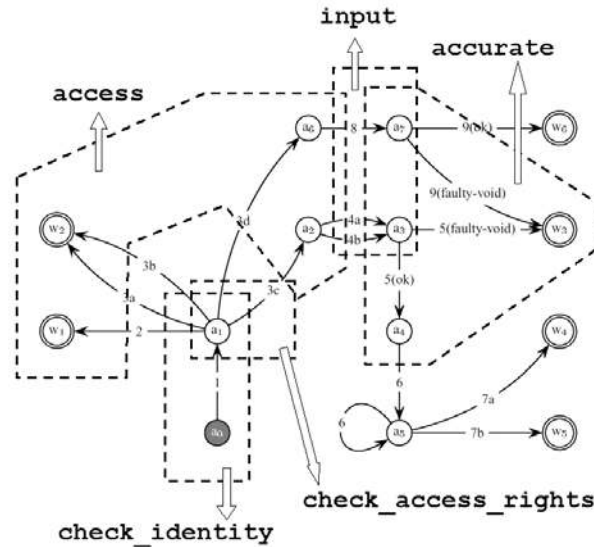 input
accurate
access
a₆
8
a₇
9(ok)
w₆
9(faulty-void)
3d
w₂
a₂
4a
4b
a₃
5(faulty-void)
w₃
3b
3c
5(ok)
3a
w₁
2
a₁
a₄
w₄
1
6
7a
a₀
6
a₅
7b
w₅
check_access_rights
check_identity